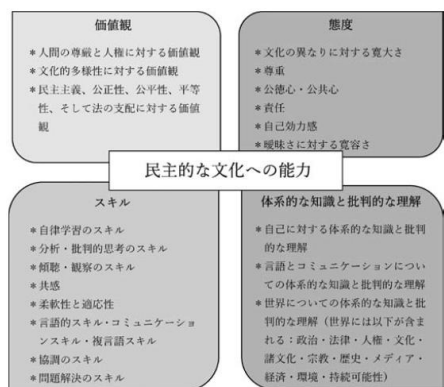 価値観
*人間の尊厳と人権に対する価値観
*文化的多様性に対する価値観
*民主主義、公正性、公平性、平等
性、そして法の支配に対する価値
観
態度
*文化の異なりに対する寛大さ
*尊重
*公徳心・公共心
*責任
*自己効力感
*曖昧さに対する寛容さ
民主的な文化への能力
スキル
*自律学習のスキル
*分析・批判的思考のスキル
*傾聴・観察のスキル
*共感
*柔軟性と適応性
*言語的スキル・コミュニケーショ
ンスキル・複言語スキル
*協調のスキル
*問題解決のスキル
体系的な知識と批判的な理解
*自己に対する体系的な知識と批判
的な理解
*言語とコミュニケーションについ
ての体系的な知識と批判的な理解
*世界についての体系的な知識と批
判的な理解（世界には以下が含ま
れる：政治・法律・人権・文化・
諸文化・宗教・歴史・メディア・
経済・環境・持続可能性）